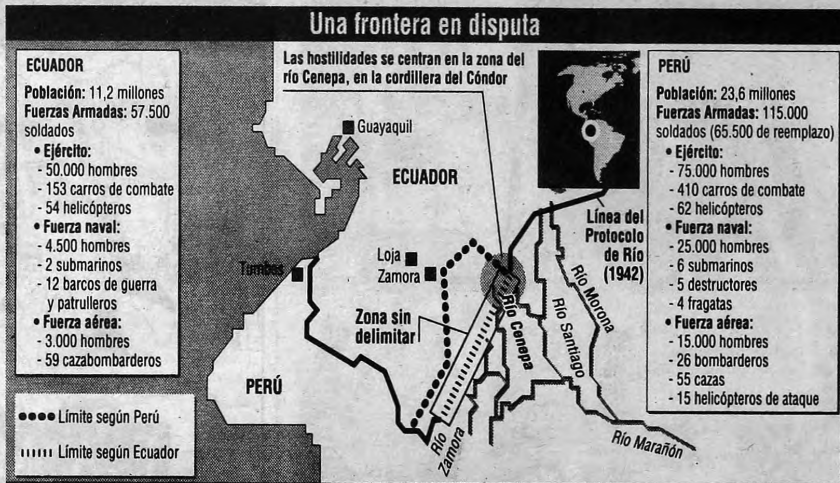 Una frontera en disputa
ECUADOR
Población: 11,2 millones
Fuerzas Armadas: 57.500
soldados
• Ejército:
- 50.000 hombres
- 153 carros de combate
- 54 helicópteros
• Fuerza naval:
- 4.500 hombres
- 2 submarinos
- 12 barcos de guerra
y patrulleros
• Fuerza aérea:
- 3.000 hombres
- 59 cazabombarderos
Límite según Perú
Límite según Ecuador
Las hostilidades se centran en la zona del
río Cenepa, en la cordillera del Cóndor
Guayaquil
ECUADOR
Loja
Zamora
Tumbes
Zona sin
delimitar
PERÚ
Línea del
Protocolo
de Río
(1942)
Río Cenepa
Río Santiago
Río Morona
Río
Zamora
Río Marañón
PERÚ
Población: 23,6 millones
Fuerzas Armadas: 115.000
soldados (65.500 de reemplazo)
• Ejército:
- 75.000 hombres
- 410 carros de combate
- 62 helicópteros
• Fuerza naval:
- 25.000 hombres
- 6 submarinos
- 5 destructores
- 4 fragatas
• Fuerza aérea:
- 15.000 hombres
- 26 bombarderos
- 55 cazas
- 15 helicópteros de ataque